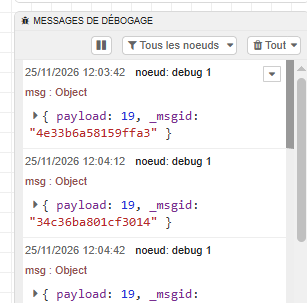 MESSAGES DE DÉBOGAGE
Tous les noeuds Tout
25/11/2026 12:03:42 noeud: debug 1
msg : Object
{ payload: 19, _msgid:
"4e33b6a58159ffa3" }
25/11/2026 12:04:12 noeud: debug 1
msg : Object
{ payload: 19, _msgid:
"34c36ba801cf3014" }
25/11/2026 12:04:42 noeud: debug 1
msg : Object
{ payload: 19, _msgid: